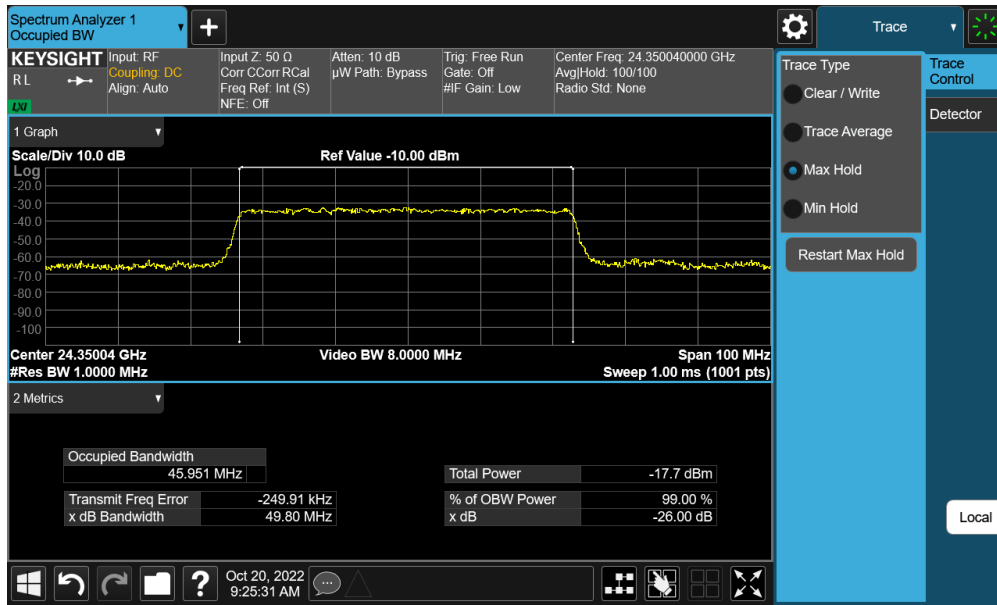 Spectrum Analyzer 1
Occupied BW
+
Trace
KEYSIGHT
R L
LXI
Input: RF
Coupling: DC
Align: Auto
Input Z: 50 Ω
Corr CCorr RCal
Freq Ref: Int (S)
NFE: Off
Atten: 10 dB
µW Path: Bypass
Trig: Free Run
Gate: Off
#IF Gain: Low
Center Freq: 24.350040000 GHz
Avg|Hold: 100/100
Radio Std: None
1 Graph
Scale/Div 10.0 dB
Ref Value -10.00 dBm
Log
-20.0
-30.0
-40.0
-50.0
-60.0
-70.0
-80.0
-90.0
-100
Center 24.35004 GHz
Video BW 8.0000 MHz
Span 100 MHz
#Res BW 1.0000 MHz
Sweep 1.00 ms (1001 pts)
2 Metrics
Occupied Bandwidth
45.951 MHz
Total Power -17.7 dBm
Transmit Freq Error -249.91 kHz
% of OBW Power 99.00 %
x dB Bandwidth 49.80 MHz
x dB -26.00 dB
Trace Type
Clear / Write
Trace Average
Max Hold
Min Hold
Restart Max Hold
Trace
Control
Detector
Local
?
Oct 20, 2022
9:25:31 AM